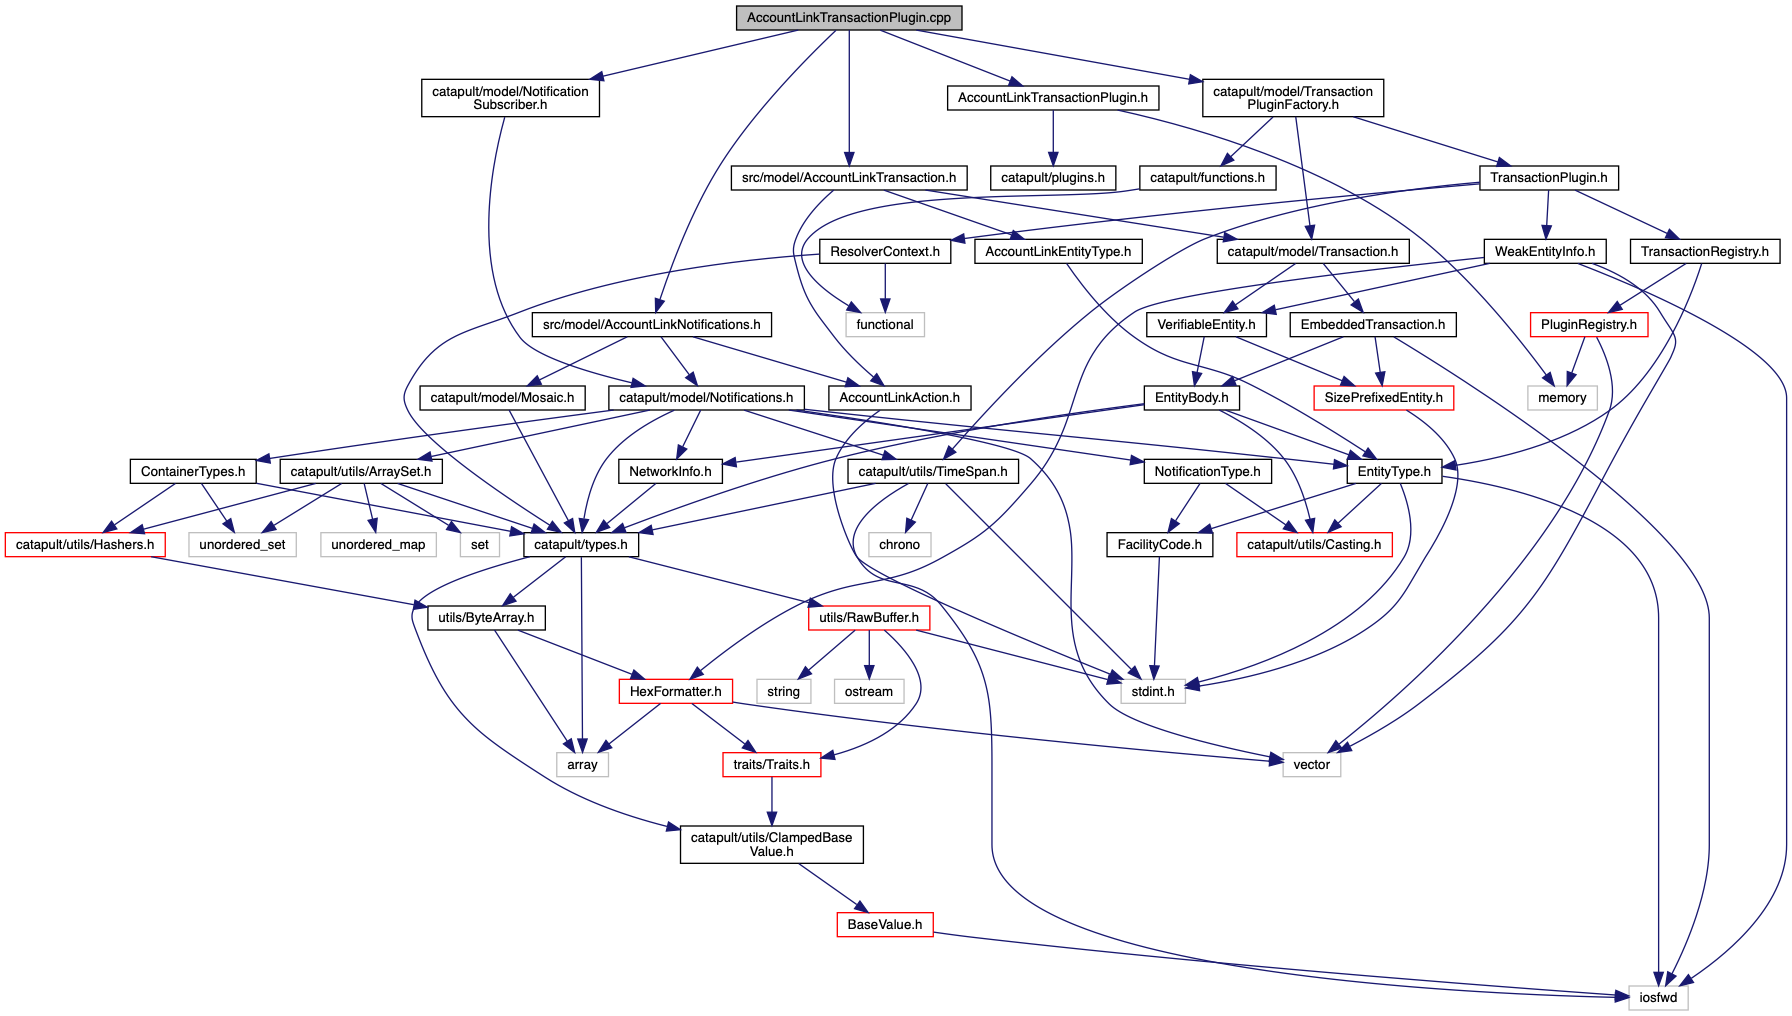 AccountLinkTransactionPlugin.cpp
catapult/model/Notification
Subscriber.h
AccountLinkTransactionPlugin.h
catapult/model/Transaction
PluginFactory.h
src/model/AccountLinkTransaction.h
catapult/plugins.h
catapult/functions.h
TransactionPlugin.h
ResolverContext.h
AccountLinkEntityType.h
catapult/model/Transaction.h
WeakEntityInfo.h
TransactionRegistry.h
src/model/AccountLinkNotifications.h
functional
VerifiableEntity.h
EmbeddedTransaction.h
PluginRegistry.h
catapult/model/Mosaic.h
catapult/model/Notifications.h
AccountLinkAction.h
EntityBody.h
SizePrefixedEntity.h
memory
ContainerTypes.h
catapult/utils/ArraySet.h
NetworkInfo.h
catapult/utils/TimeSpan.h
NotificationType.h
EntityType.h
catapult/utils/Hashers.h
unordered_set
unordered_map
set
catapult/types.h
chrono
FacilityCode.h
catapult/utils/Casting.h
utils/ByteArray.h
utils/RawBuffer.h
HexFormatter.h
string
ostream
stdint.h
array
traits/Traits.h
vector
catapult/utils/ClampedBase
Value.h
BaseValue.h
iosfwd